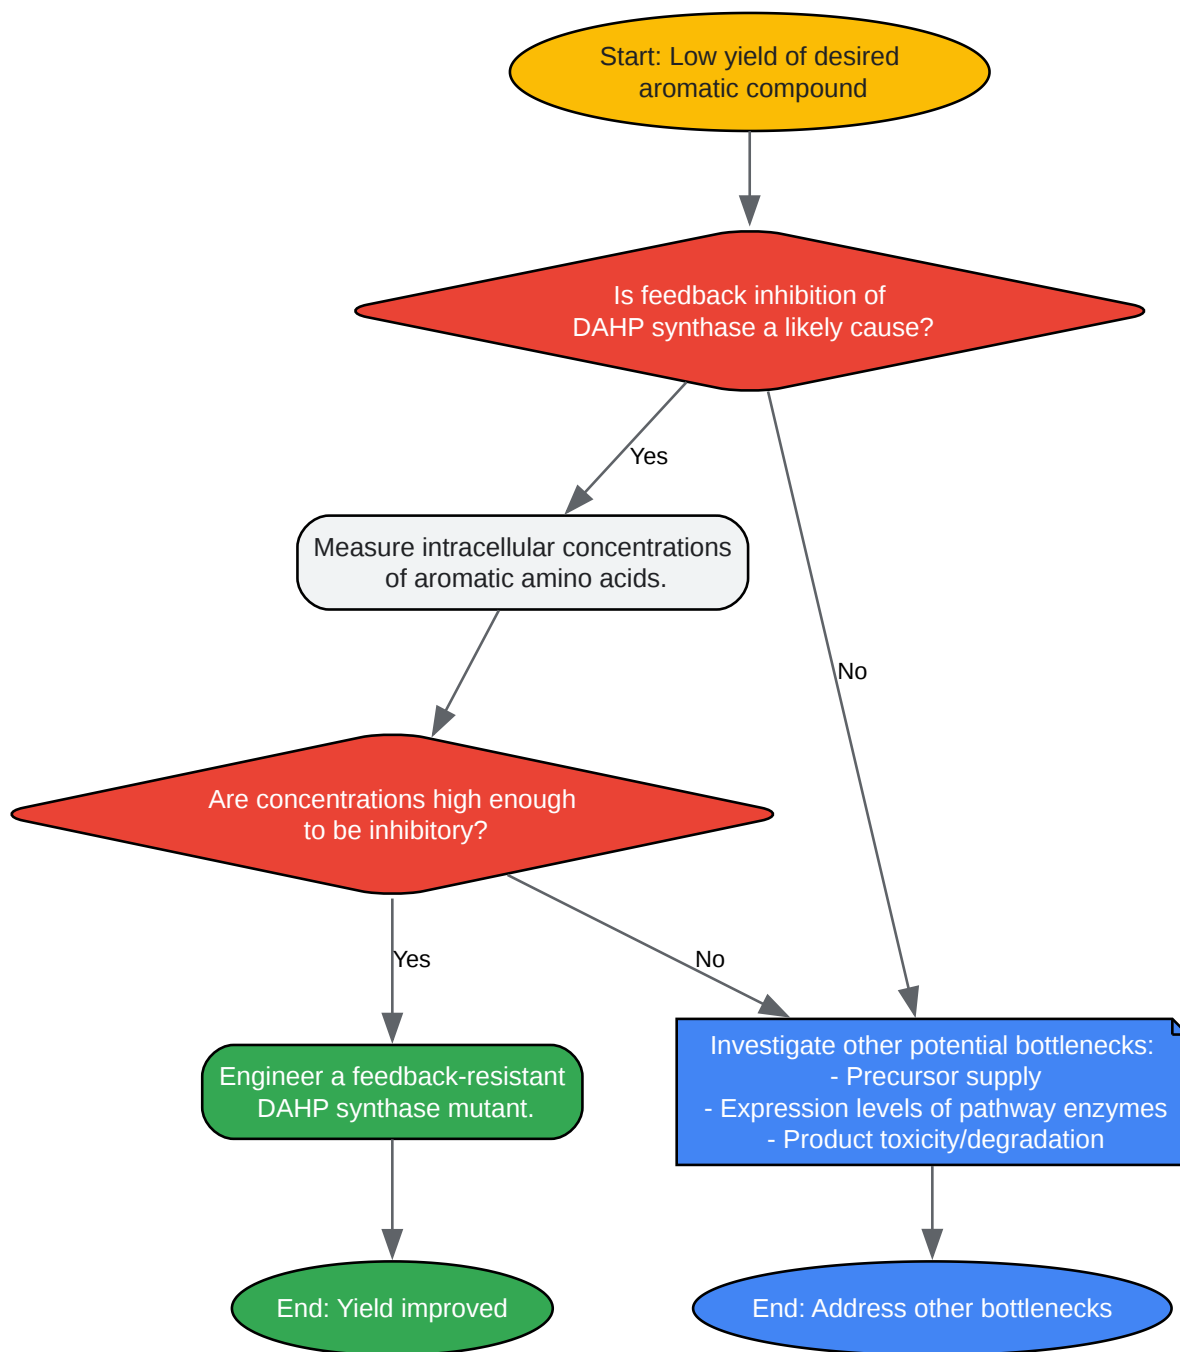 Start: Low yield of desired
aromatic compound
Is feedback inhibition of
DAHP synthase a likely cause?
Yes
Measure intracellular concentrations
of aromatic amino acids.
No
Are concentrations high enough
to be inhibitory?
Yes
No
Engineer a feedback-resistant
DAHP synthase mutant.
Investigate other potential bottlenecks:
- Precursor supply
- Expression levels of pathway enzymes
- Product toxicity/degradation
End: Yield improved
End: Address other bottlenecks